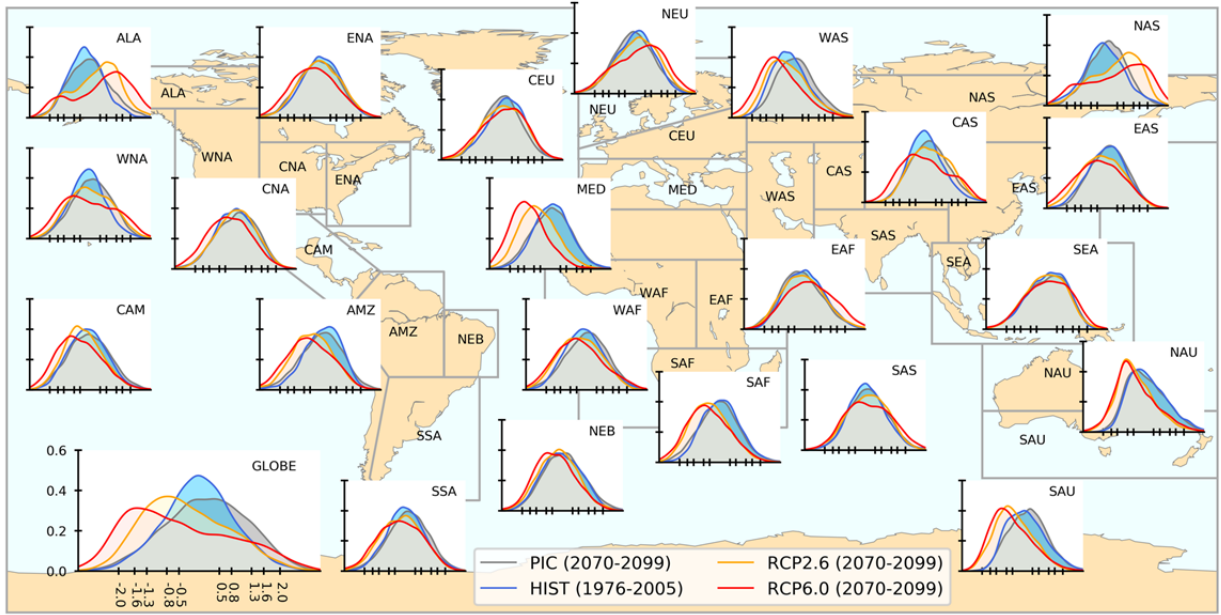 NEU
ALA
ENA
WAS
NAS
CEU
ALA
NAS
NEU
CAS
EAS
CEU
WNA
WNA
CNA
CAS
ENA
CNA
MED
MED
WAS
EAS
SAS
CAM
EAF
SEA
SEA
WAF
EAF
CAM
AMZ
AMZ
NEB
WAF
NAU
SAF
SAF
SAS
NAU
SSA
NEB
SAU
0.6
GLOBE
SSA
SAU
0.4
0.2
0.0
-2.0
-1.6
-1.3
-0.8
-0.5
0.5
0.8
1.3
1.6
2.0
PIC (2070-2099)
HIST (1976-2005)
RCP2.6 (2070-2099)
RCP6.0 (2070-2099)